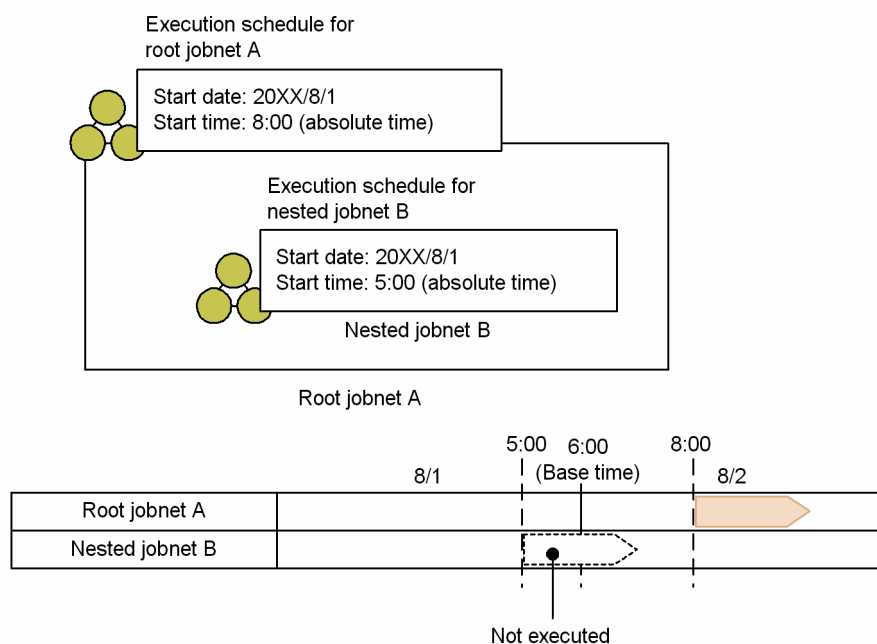 Execution schedule for
root jobnet A
Start date: 20XX/8/1
Start time: 8:00 (absolute time)
Execution schedule for
nested jobnet B
Start date: 20XX/8/1
Start time: 5:00 (absolute time)
Nested jobnet B
Root jobnet A
5:00 6:00 8:00
(Base time)
8/1 8/2
Root jobnet A
Nested jobnet B
Not executed